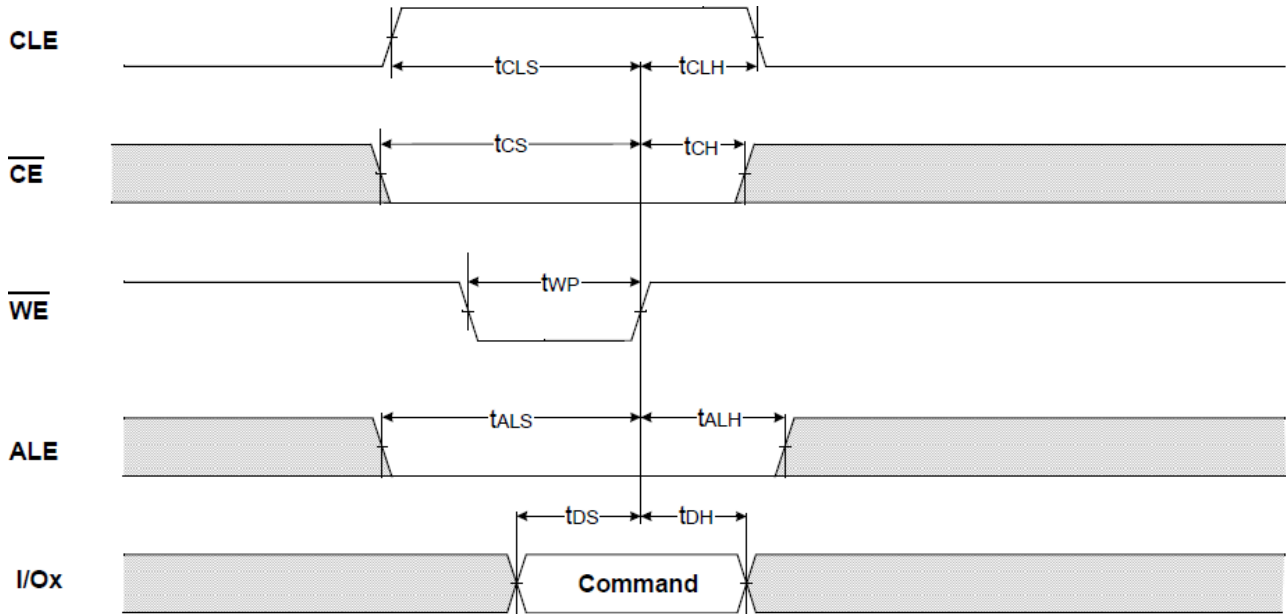 CLE
tCLS tCLH
CE
tCS tCH
WE
tWP
ALE
tALS tALH
tDS tDH
I/Ox Command